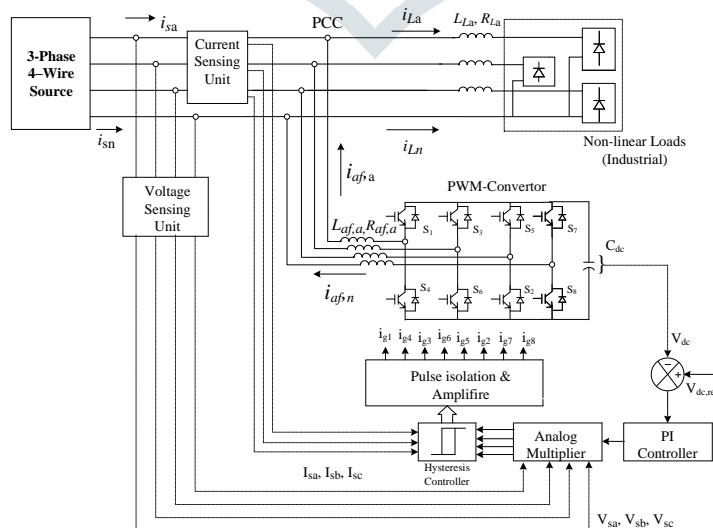 i_sa
PCC
i_La
L_La, R_La
3-Phase
4–Wire
Source
Current
Sensing
Unit
i_sn
i_Ln
Non-linear Loads
(Industrial)
i_af,a
Voltage
Sensing
Unit
PWM-Convertor
L_af,a,R_af,a
S_1
S_3
S_5
S_7
C_dc
i_af,n
S_4
S_6
S_2
S_8
i_g1 i_g4 i_g3 i_g6 i_g5 i_g2 i_g7 i_g8
V_dc
Pulse isolation &
Amplifire
V_dc,re
Analog
Multiplier
PI
Controller
Hysteresis
Controller
I_sa, I_sb, I_sc
V_sa, V_sb, V_sc